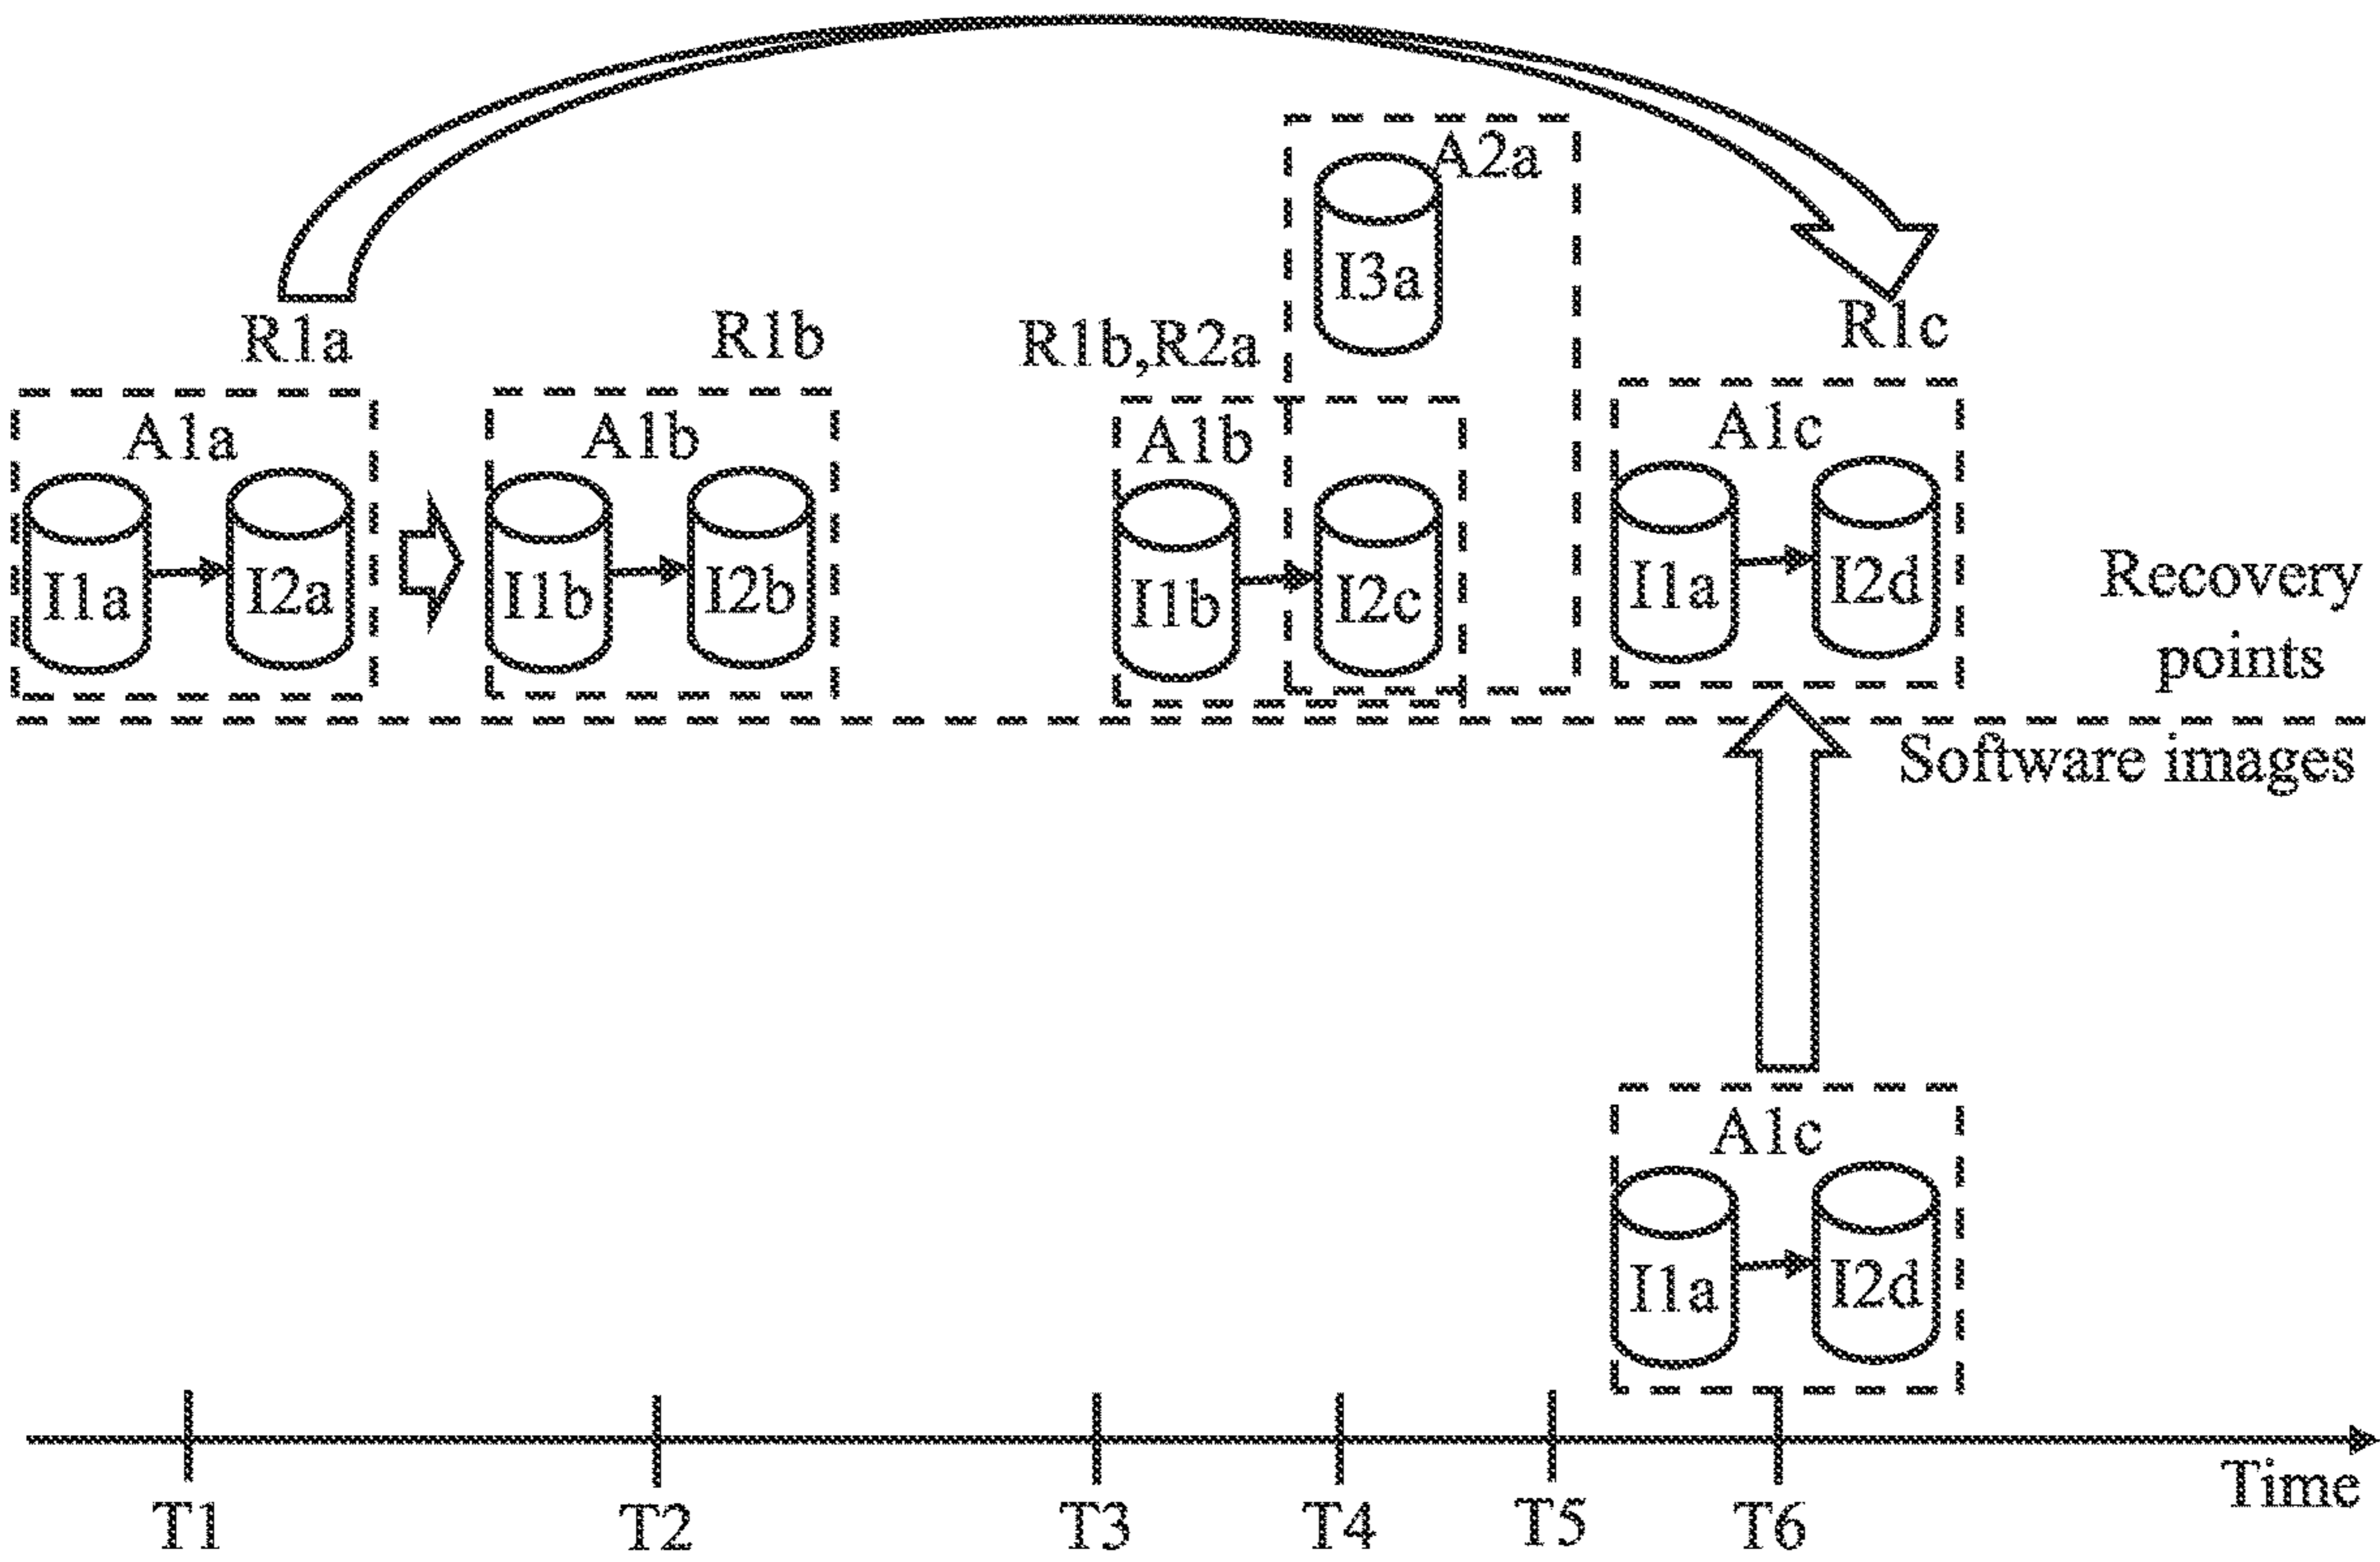 A2a
I3a
R1a
R1b
R1b,R2a
R1c
A1a
A1b
A1b
A1c
I1a
I2a
I1b
I2b
I1b
I2c
I1a
I2d
Recovery
points
Software images
A1c
I1a
I2d
Time
T1
T2
T3
T4
T5
T6